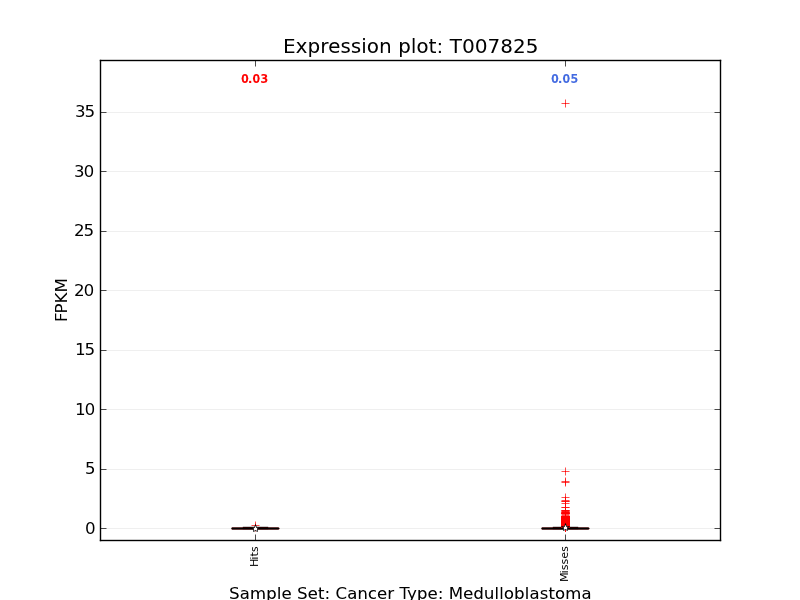 Expression plot: T007825
0.03
0.05
35
30
25
20
15
10
5
0
FPKM
Hits
Misses
Sample Set: Cancer Type: Medulloblastoma